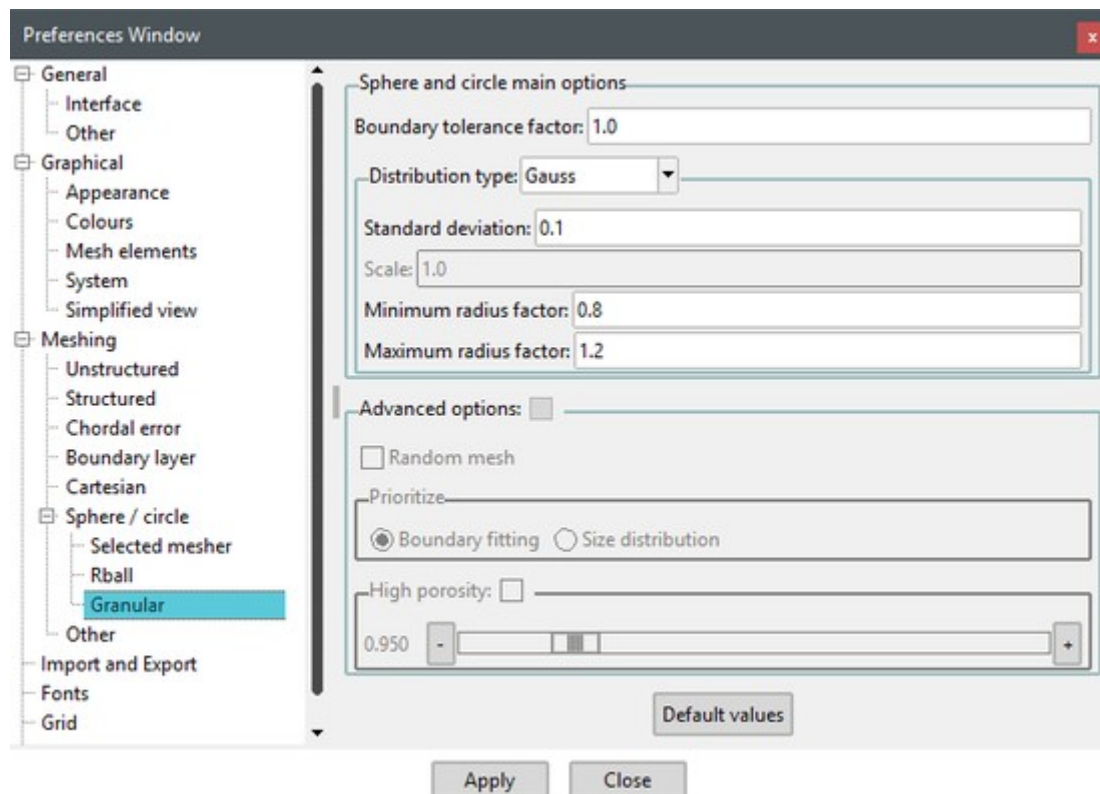 Preferences Window
x
General
Interface
Other
Graphical
Appearance
Colours
Mesh elements
System
Simplified view
Meshing
Unstructured
Structured
Chordal error
Boundary layer
Cartesian
Sphere / circle
Selected mesher
Rball
Granular
Other
Import and Export
Fonts
Grid
Sphere and circle main options
Boundary tolerance factor: 1.0
Distribution type: Gauss
Standard deviation: 0.1
Scale: 1.0
Minimum radius factor: 0.8
Maximum radius factor: 1.2
Advanced options:
Random mesh
Prioritize
Boundary fitting Size distribution
High porosity:
0.950 - +
Default values
Apply Close